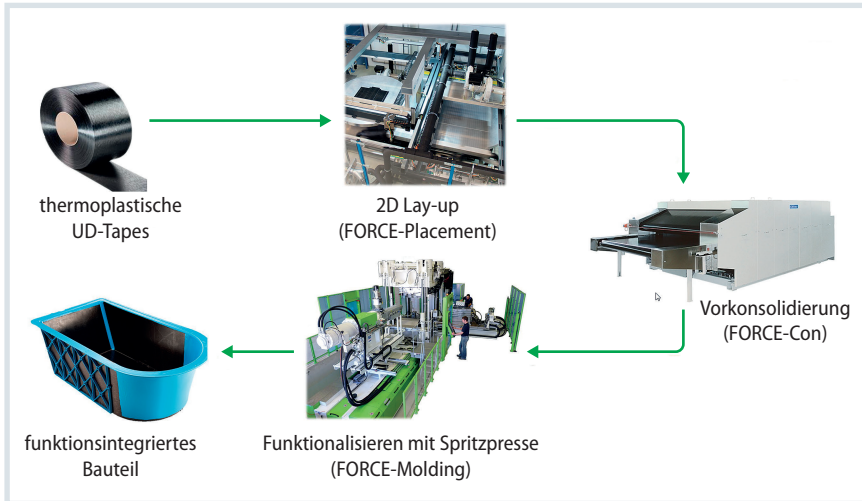 thermoplastische
UD-Tapes
2D Lay-up
(FORCE-Placement)
Vorkonsolidierung
(FORCE-Con)
Funktionalisieren mit Spritzpresse
(FORCE-Molding)
funktionsintegriertes
Bauteil